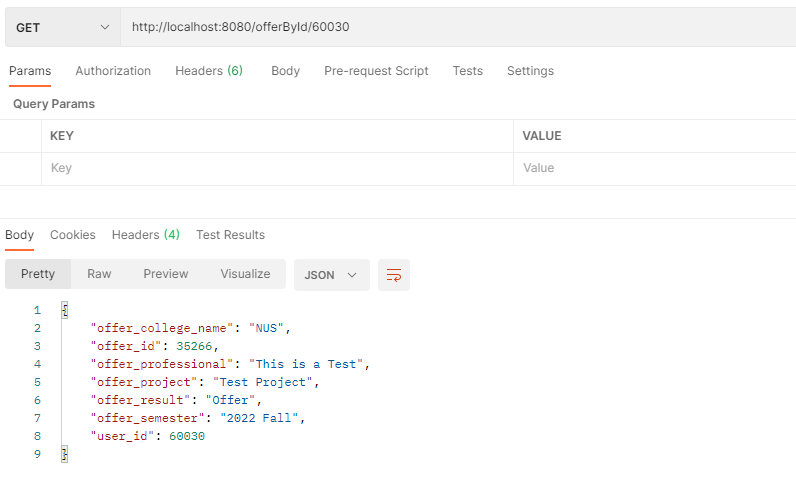 GET http://localhost:8080/offerById/60030
Params Authorization Headers (6) Body Pre-request Script Tests Settings
Query Params
KEY VALUE
Key Value
Body Cookies Headers (4) Test Results
Pretty Raw Preview Visualize JSON
1 {
2 "offer_college_name": "NUS",
3 "offer_id": 35266,
4 "offer_professional": "This is a Test",
5 "offer_project": "Test Project",
6 "offer_result": "Offer",
7 "offer_semester": "2022 Fall",
8 "user_id": 60030
9 }